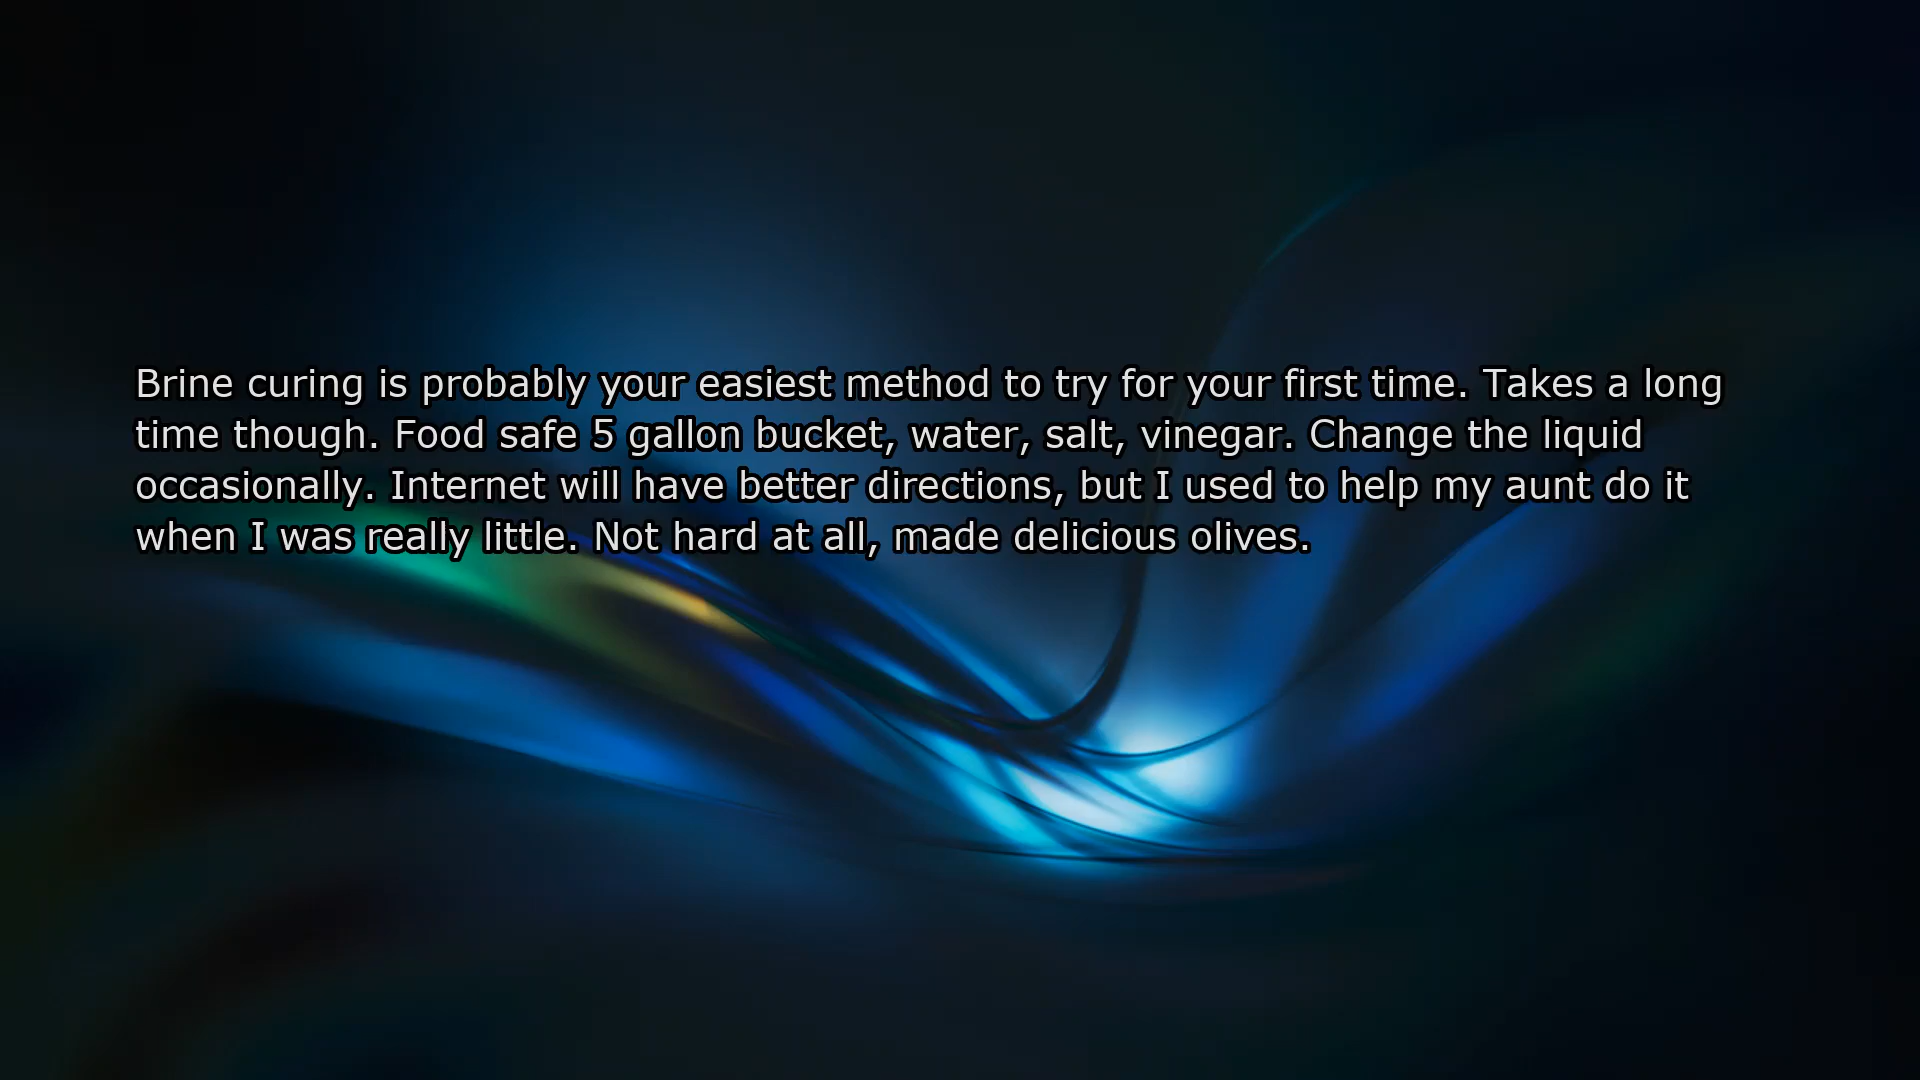 Brine curing is probably your easiest method to try for your first time. Takes a long
time though. Food safe 5 gallon bucket, water, salt, vinegar. Change the liquid
occasionally. Internet will have better directions, but I used to help my aunt do it
when I was really little. Not hard at all, made delicious olives.